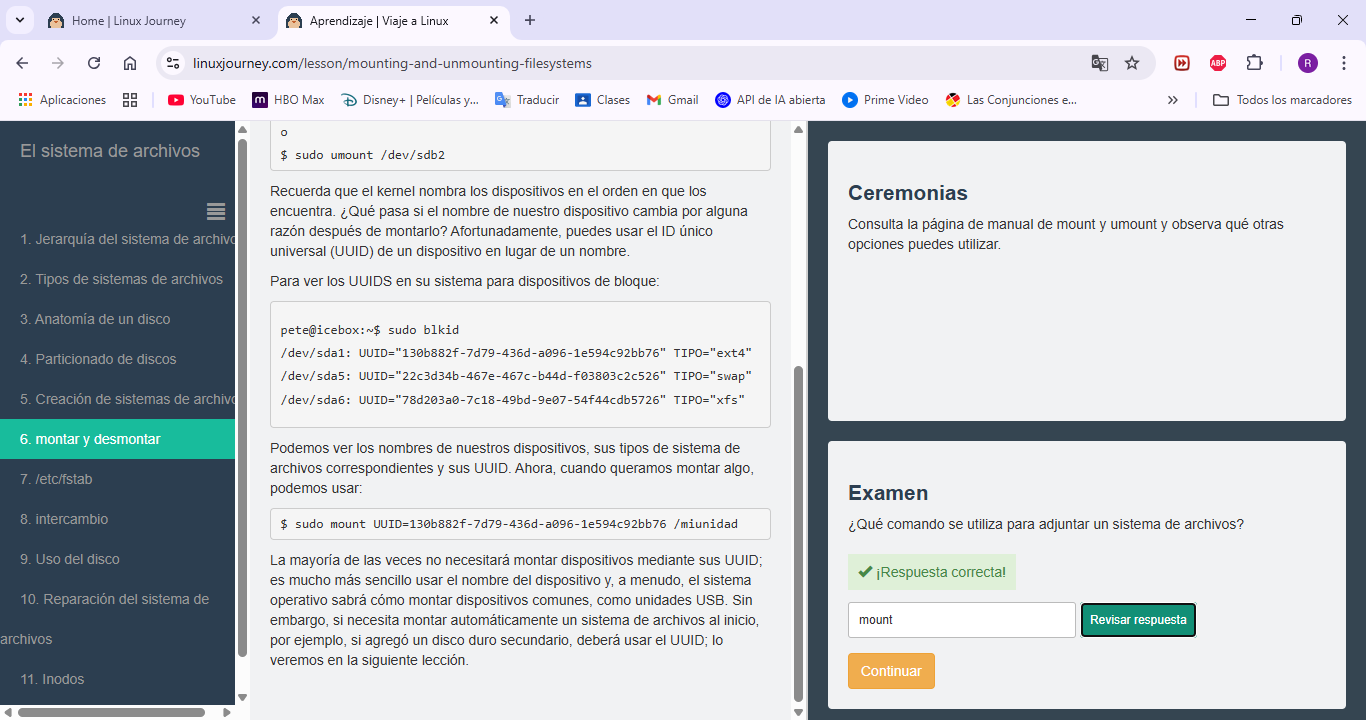 Home | Linux Journey
Aprendizaje | Viaje a Linux
linuxjourney.com/lesson/mounting-and-unmounting-filesystems
ABP
R
Aplicaciones
YouTube
HBO Max
Disney+ | Películas y...
Traducir
Clases
Gmail
API de IA abierta
Prime Video
Las Conjunciones e...
Todos los marcadores
El sistema de archivos
1. Jerarquía del sistema de archivo
2. Tipos de sistemas de archivos
3. Anatomía de un disco
4. Particionado de discos
5. Creación de sistemas de archivo
6. montar y desmontar
7. /etc/fstab
8. intercambio
9. Uso del disco
10. Reparación del sistema de
archivos
11. Inodos
o
$ sudo umount /dev/sdb2
Recuerda que el kernel nombra los dispositivos en el orden en que los
encuentra. ¿Qué pasa si el nombre de nuestro dispositivo cambia por alguna
razón después de montarlo? Afortunadamente, puedes usar el ID único
universal (UUID) de un dispositivo en lugar de un nombre.
Para ver los UUIDS en su sistema para dispositivos de bloque:
pete@icebox:~$ sudo blkid
/dev/sda1: UUID="130b882f-7d79-436d-a096-1e594c92bb76" TIPO="ext4"
/dev/sda5: UUID="22c3d34b-467e-467c-b44d-f03803c2c526" TIPO="swap"
/dev/sda6: UUID="78d203a0-7c18-49bd-9e07-54f44cdb5726" TIPO="xfs"
Podemos ver los nombres de nuestros dispositivos, sus tipos de sistema de
archivos correspondientes y sus UUID. Ahora, cuando queramos montar algo,
podemos usar:
$ sudo mount UUID=130b882f-7d79-436d-a096-1e594c92bb76 /miunidad
La mayoría de las veces no necesitará montar dispositivos mediante sus UUID;
es mucho más sencillo usar el nombre del dispositivo y, a menudo, el sistema
operativo sabrá cómo montar dispositivos comunes, como unidades USB. Sin
embargo, si necesita montar automáticamente un sistema de archivos al inicio,
por ejemplo, si agregó un disco duro secundario, deberá usar el UUID; lo
veremos en la siguiente lección.
Ceremonias
Consulta la página de manual de mount y umount y observa qué otras
opciones puedes utilizar.
Examen
¿Qué comando se utiliza para adjuntar un sistema de archivos?
¡Respuesta correcta!
mount
Revisar respuesta
Continuar